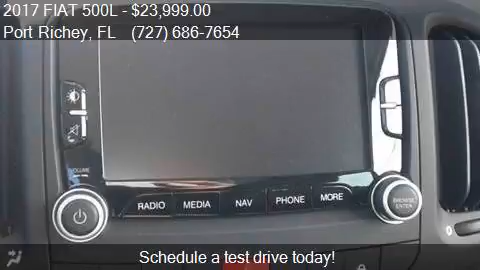 2017 FIAT 500L - $23,999.00
Port Richey, FL (727) 686-7654
VOLUME
RADIO MEDIA NAV PHONE MORE
BROWSE
ENTER
Schedule a test drive today!